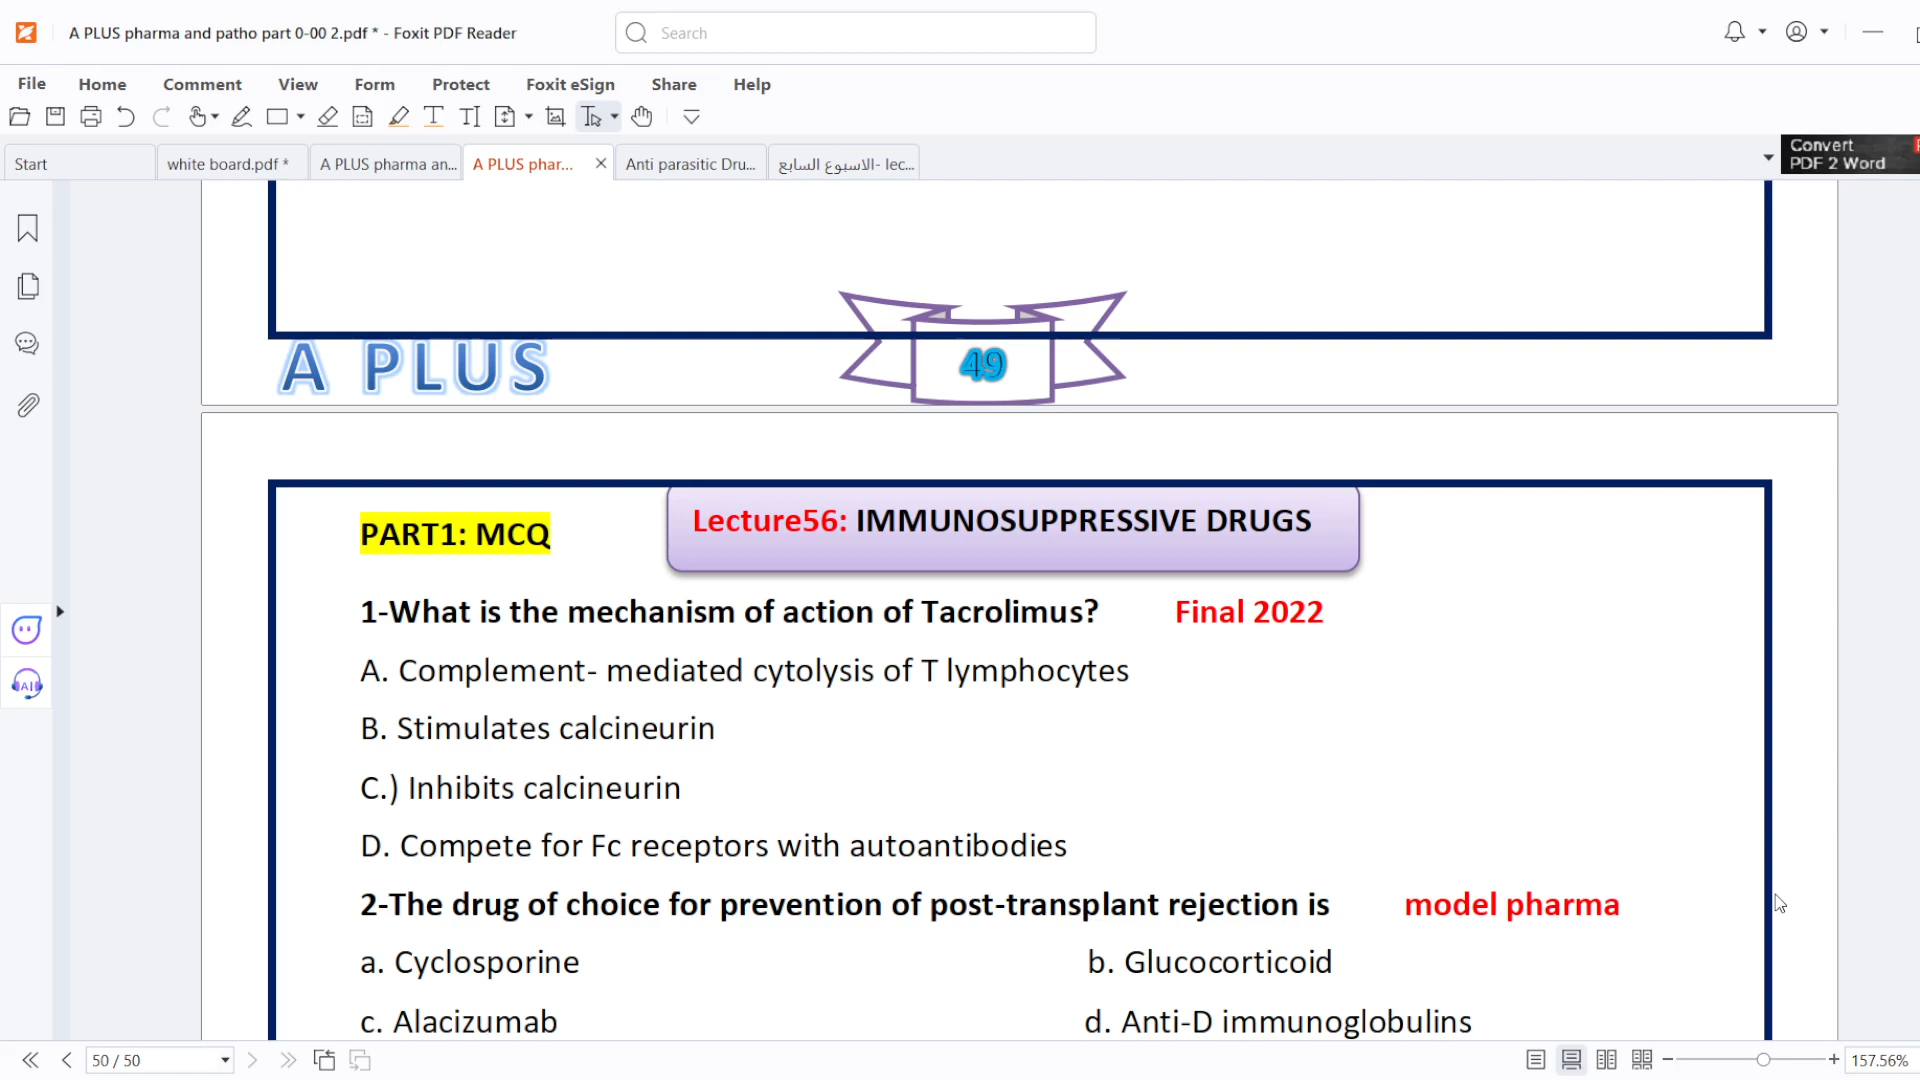 A PLUS pharma and patho part 0-00 2.pdf * - Foxit PDF Reader
Search
File Home Comment View Form Protect Foxit eSign Share Help
Start
white board.pdf *
A PLUS pharma an...
A PLUS phar...
Anti parasitic Dru...
الاسبوع السابع- lec...
Convert
PDF 2 Word
A PLUS
49
PART1: MCQ
Lecture56: IMMUNOSUPPRESSIVE DRUGS
1-What is the mechanism of action of Tacrolimus? Final 2022
A. Complement- mediated cytolysis of T lymphocytes
B. Stimulates calcineurin
C.) Inhibits calcineurin
D. Compete for Fc receptors with autoantibodies
2-The drug of choice for prevention of post-transplant rejection is model pharma
a. Cyclosporine b. Glucocorticoid
c. Alacizumab d. Anti-D immunoglobulins
AI
50 / 50
157.56%